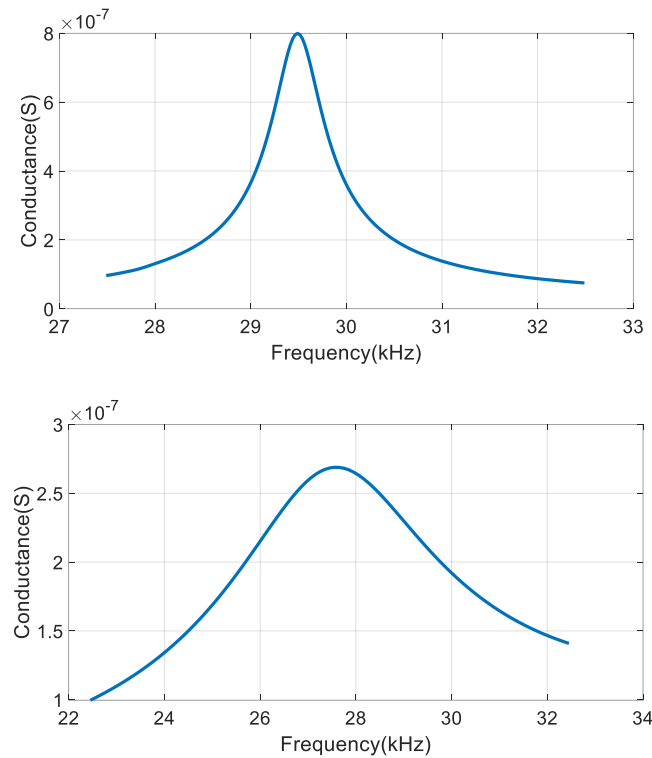 ×10-7
8
6
4
2
0
Conductance(S)
27 28 29 30 31 32 33
Frequency(kHz)
×10-7
3
2.5
2
1.5
1
Conductance(S)
22 24 26 28 30 32 34
Frequency(kHz)